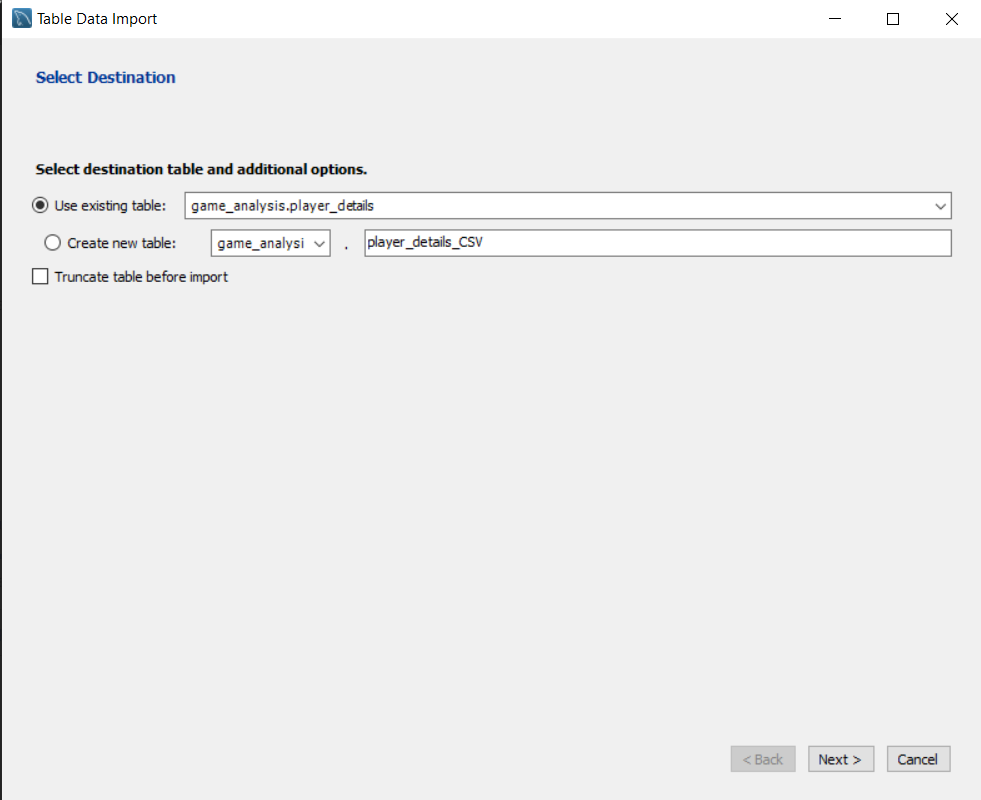 Table Data Import
Select Destination
Select destination table and additional options.
Use existing table: game_analysis.player_details
Create new table: game_analysi . player_details_CSV
Truncate table before import
< Back Next > Cancel